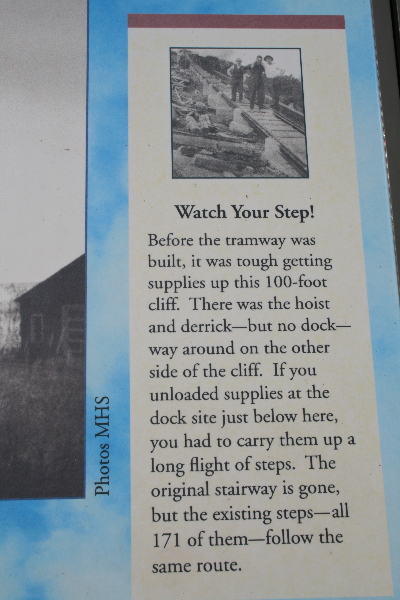 Watch Your Step!
Before the tramway was
built, it was tough getting
supplies up this 100-foot
cliff.  There was the hoist
and derrick—but no dock—
way around on the other
side of the cliff.  If you
unloaded supplies at the
dock site just below here,
you had to carry them up a
long flight of steps.  The
original stairway is gone,
but the existing steps—all
171 of them—follow the
same route.
Photos MHS